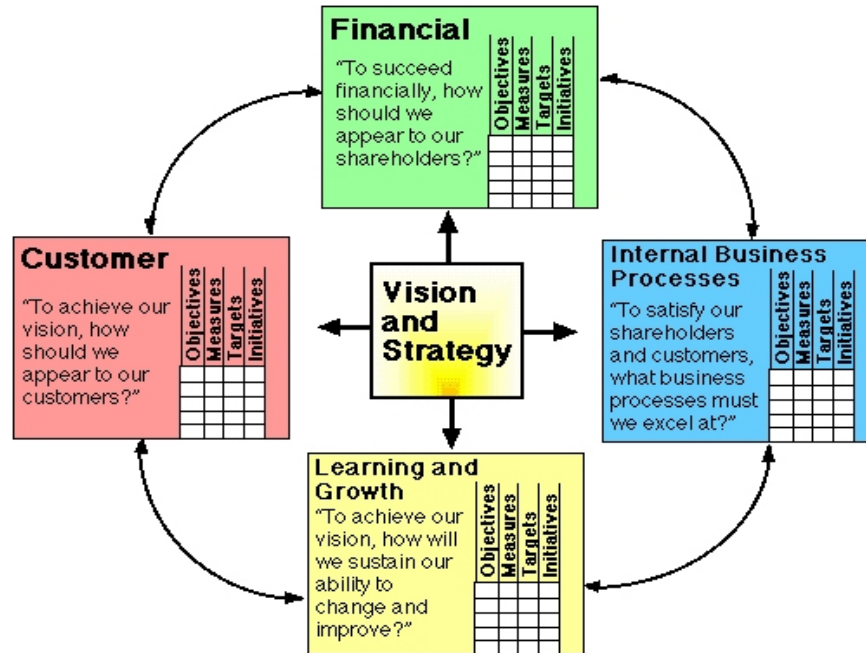 Financial
“To succeed
financially, how
should we
appear to our
shareholders?”
Objectives
Measures
Targets
Initiatives
Customer
“To achieve our
vision, how
should we
appear to our
customers?”
Objectives
Measures
Targets
Initiatives
Vision
and
Strategy
Internal Business
Processes
“To satisfy our
shareholders
and customers,
what business
processes must
we excel at?”
Objectives
Measures
Targets
Initiatives
Learning and
Growth
“To achieve our
vision, how will
we sustain our
ability to
change and
improve?”
Objectives
Measures
Targets
Initiatives